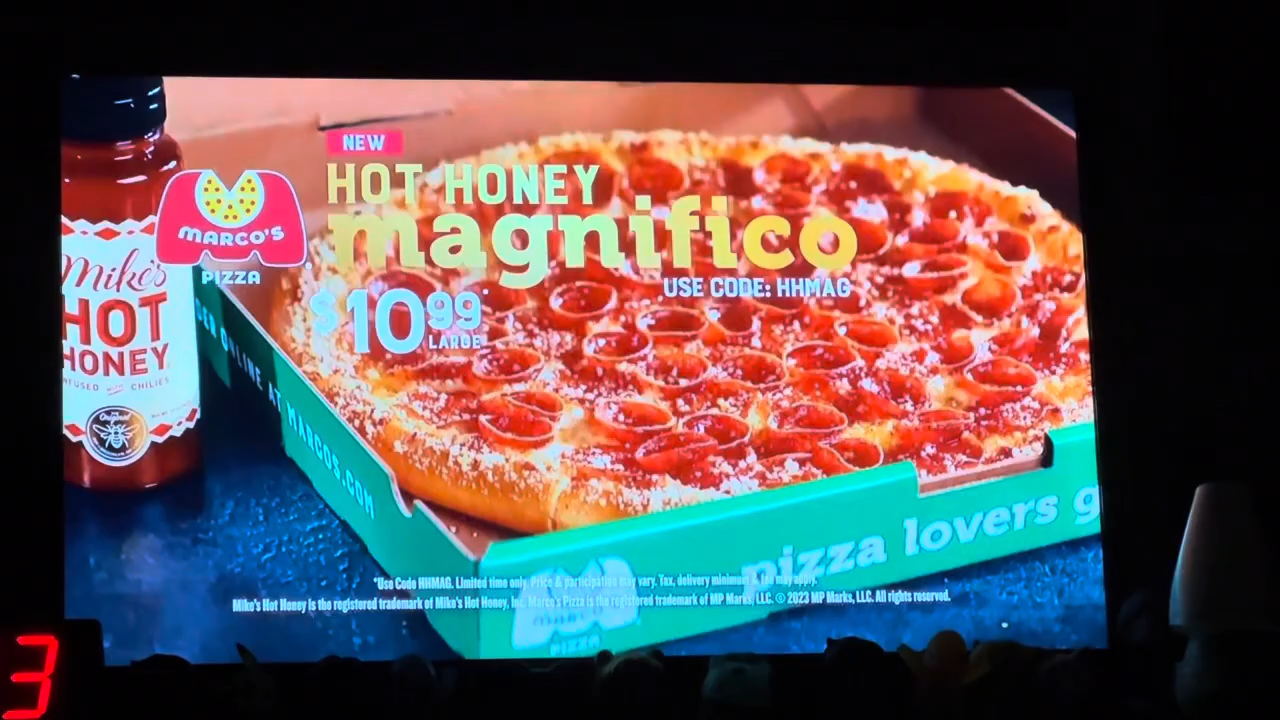 NEW
HOT HONEY
magnifico
USE CODE: HHMAG
$10.99*
LARGE
MARCO'S
PIZZA
Mike's
HOT
HONEY
INFUSED WITH CHILIES
Original
ORDER ONLINE AT MARCOS.COM
pizza lovers g
PIZZA
*Use Code HHMAG. Limited time only. Price & participation may vary. Tax, delivery minimum & fee may apply.
Mike's Hot Honey is the registered trademark of Mike's Hot Honey, Inc. Marco's Pizza is the registered trademark of MP Marks, LLC. © 2023 MP Marks, LLC. All rights reserved.
3